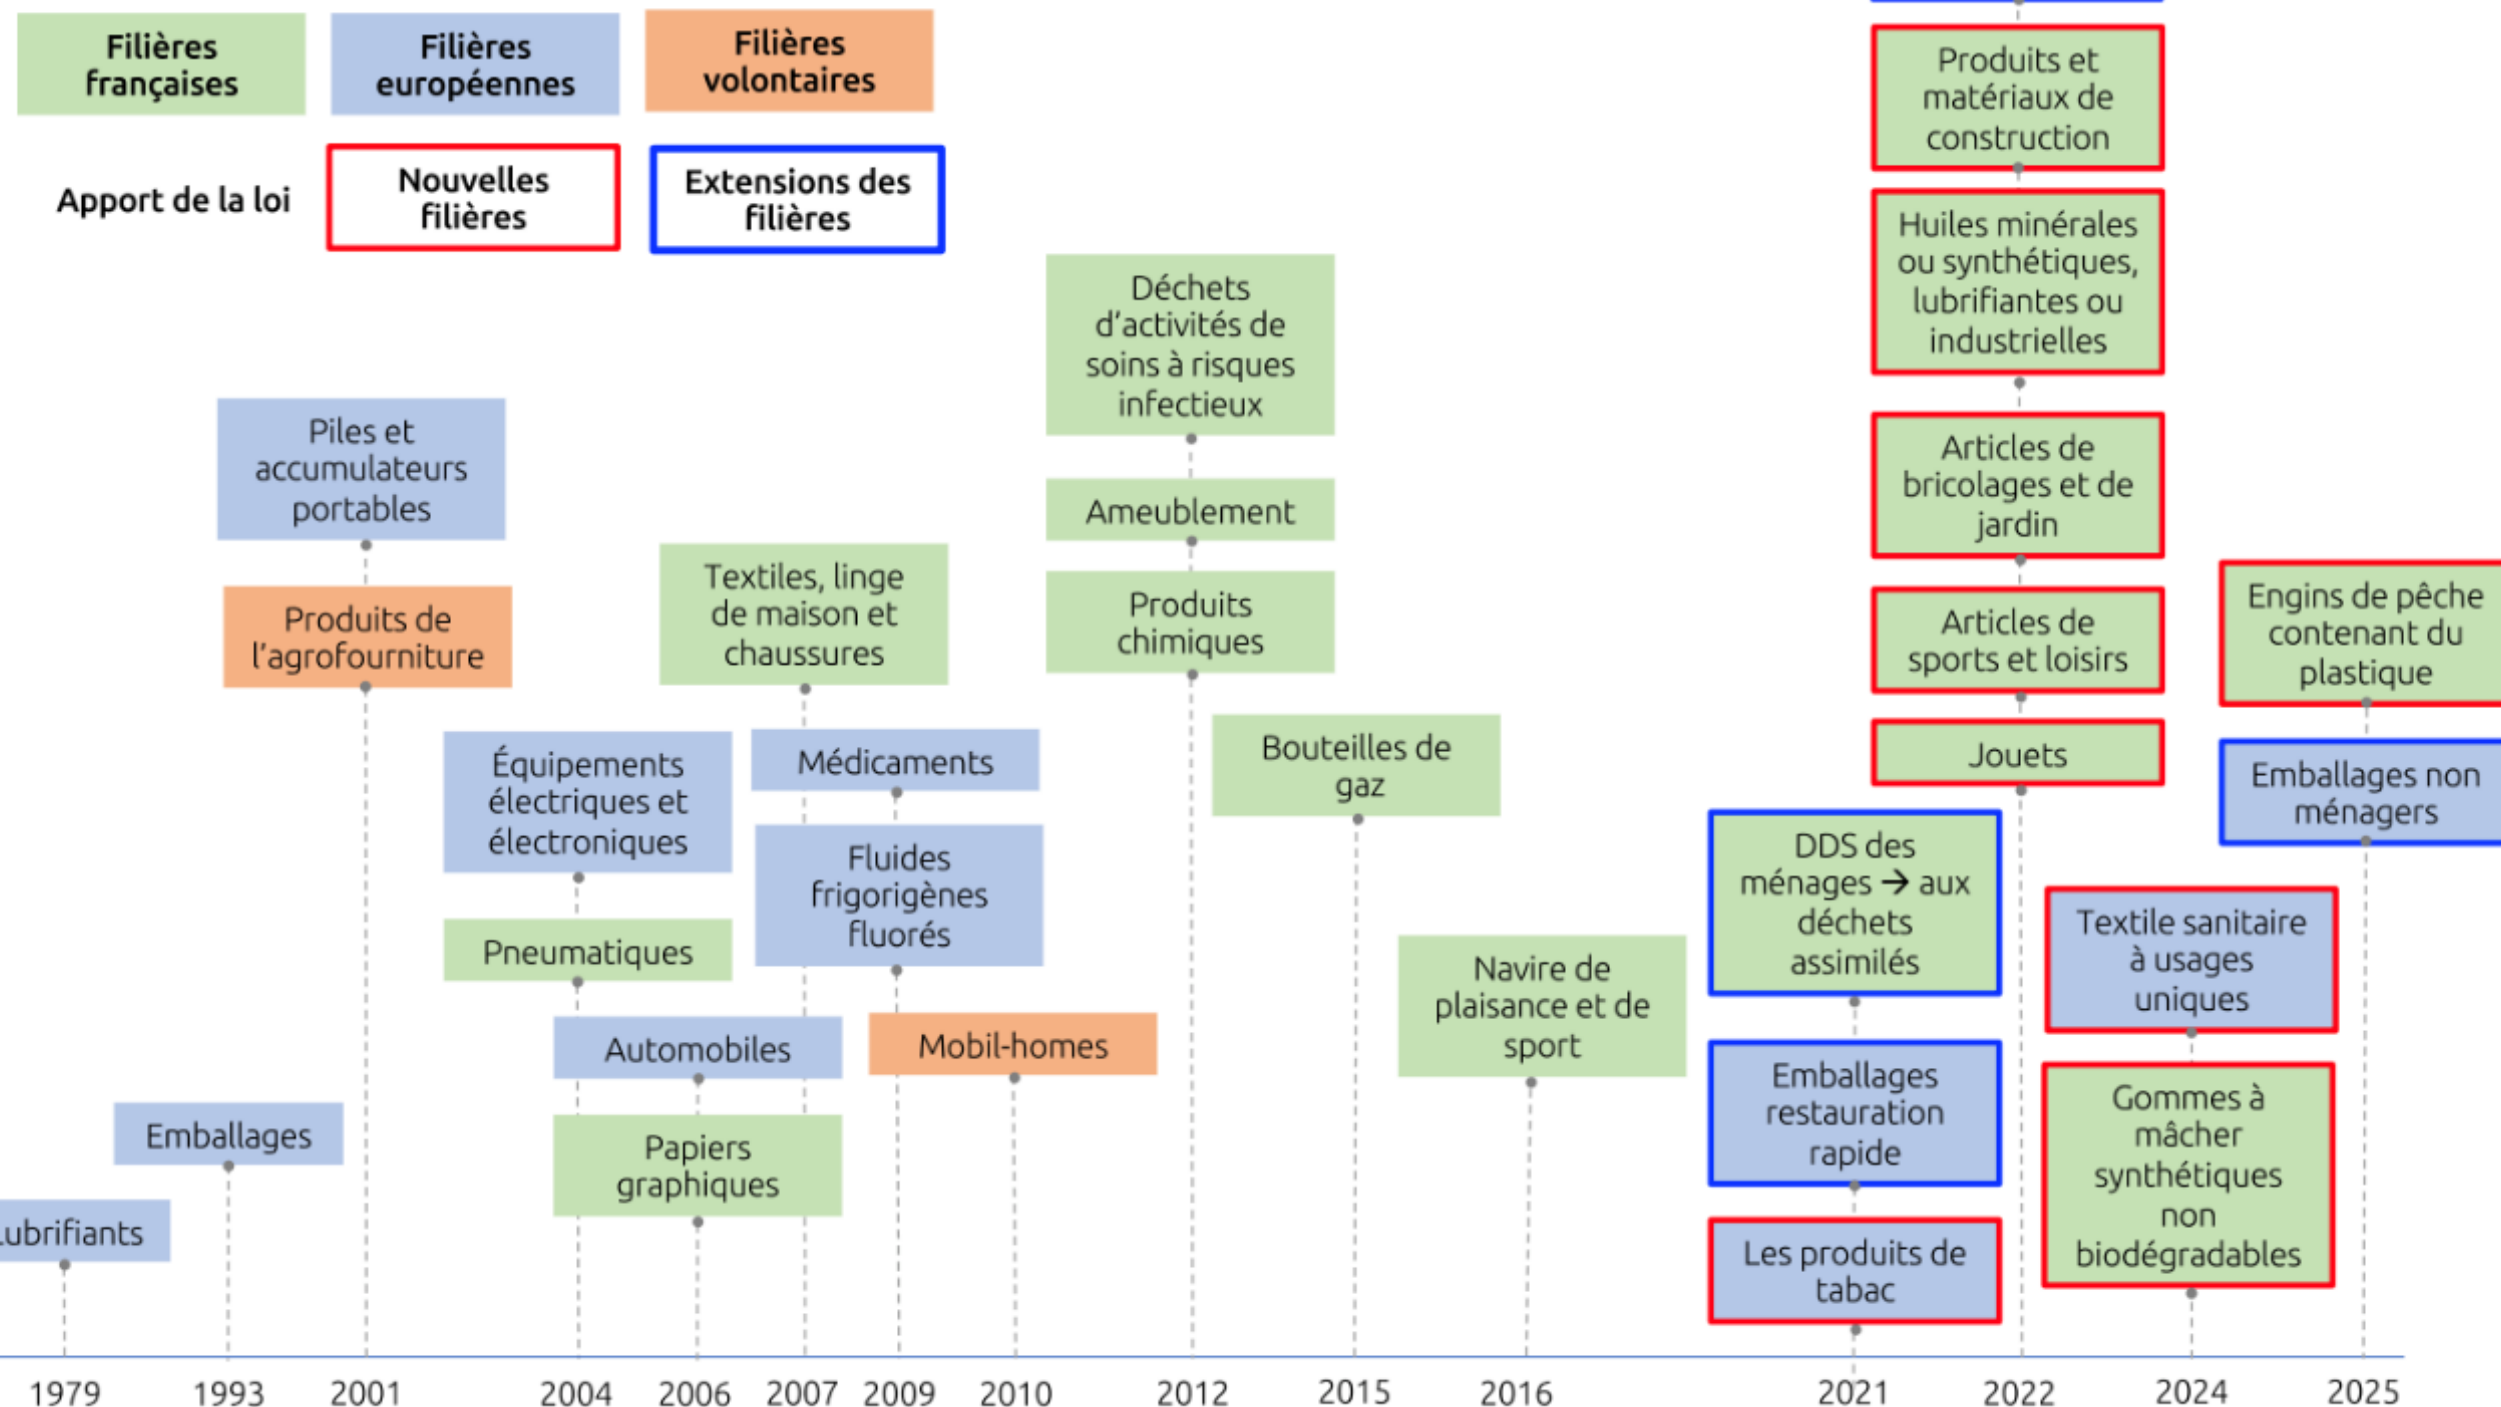 Filières
françaises
Filières
européennes
Filières
volontaires
Apport de la loi
Nouvelles
filières
Extensions des
filières
Produits et
matériaux de
construction
Huiles minérales
ou synthétiques,
lubrifiantes ou
industrielles
Déchets
d'activités de
soins à risques
infectieux
Piles et
accumulateurs
portables
Articles de
bricolages et de
jardin
Ameublement
Textiles, linge
de maison et
chaussures
Produits
chimiques
Produits de
l'agrofourniture
Articles de
sports et loisirs
Engins de pêche
contenant du
plastique
Équipements
électriques et
électroniques
Médicaments
Bouteilles de
gaz
Jouets
Emballages non
ménagers
Fluides
frigorigènes
fluorés
DDS des
ménages → aux
déchets
assimilés
Pneumatiques
Textile sanitaire
à usages
uniques
Navire de
plaisance et de
sport
Automobiles
Mobil-homes
Emballages
restauration
rapide
Gommes à
mâcher
synthétiques
non
biodégradables
Emballages
Papiers
graphiques
ubrifiants
Les produits de
tabac
1979 1993 2001 2004 2006 2007 2009 2010 2012 2015 2016 2021 2022 2024 2025